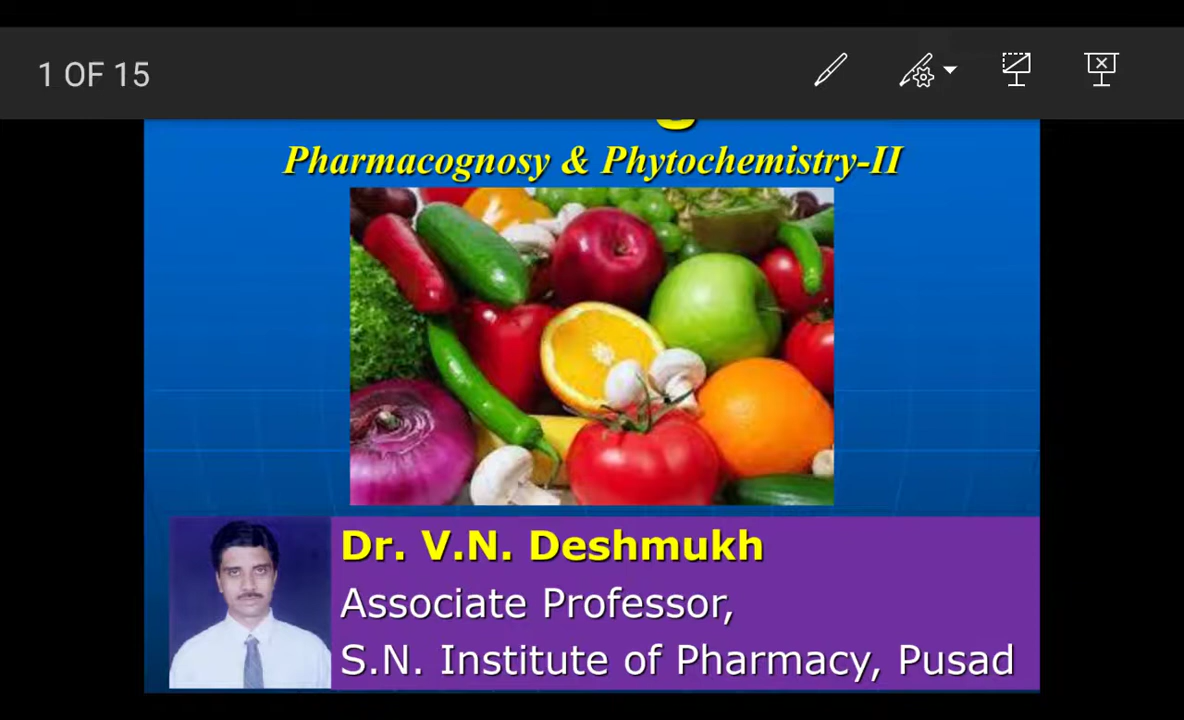 1 OF 15
Pharmacognosy & Phytochemistry-II
Dr. V.N. Deshmukh
Associate Professor,
S.N. Institute of Pharmacy, Pusad